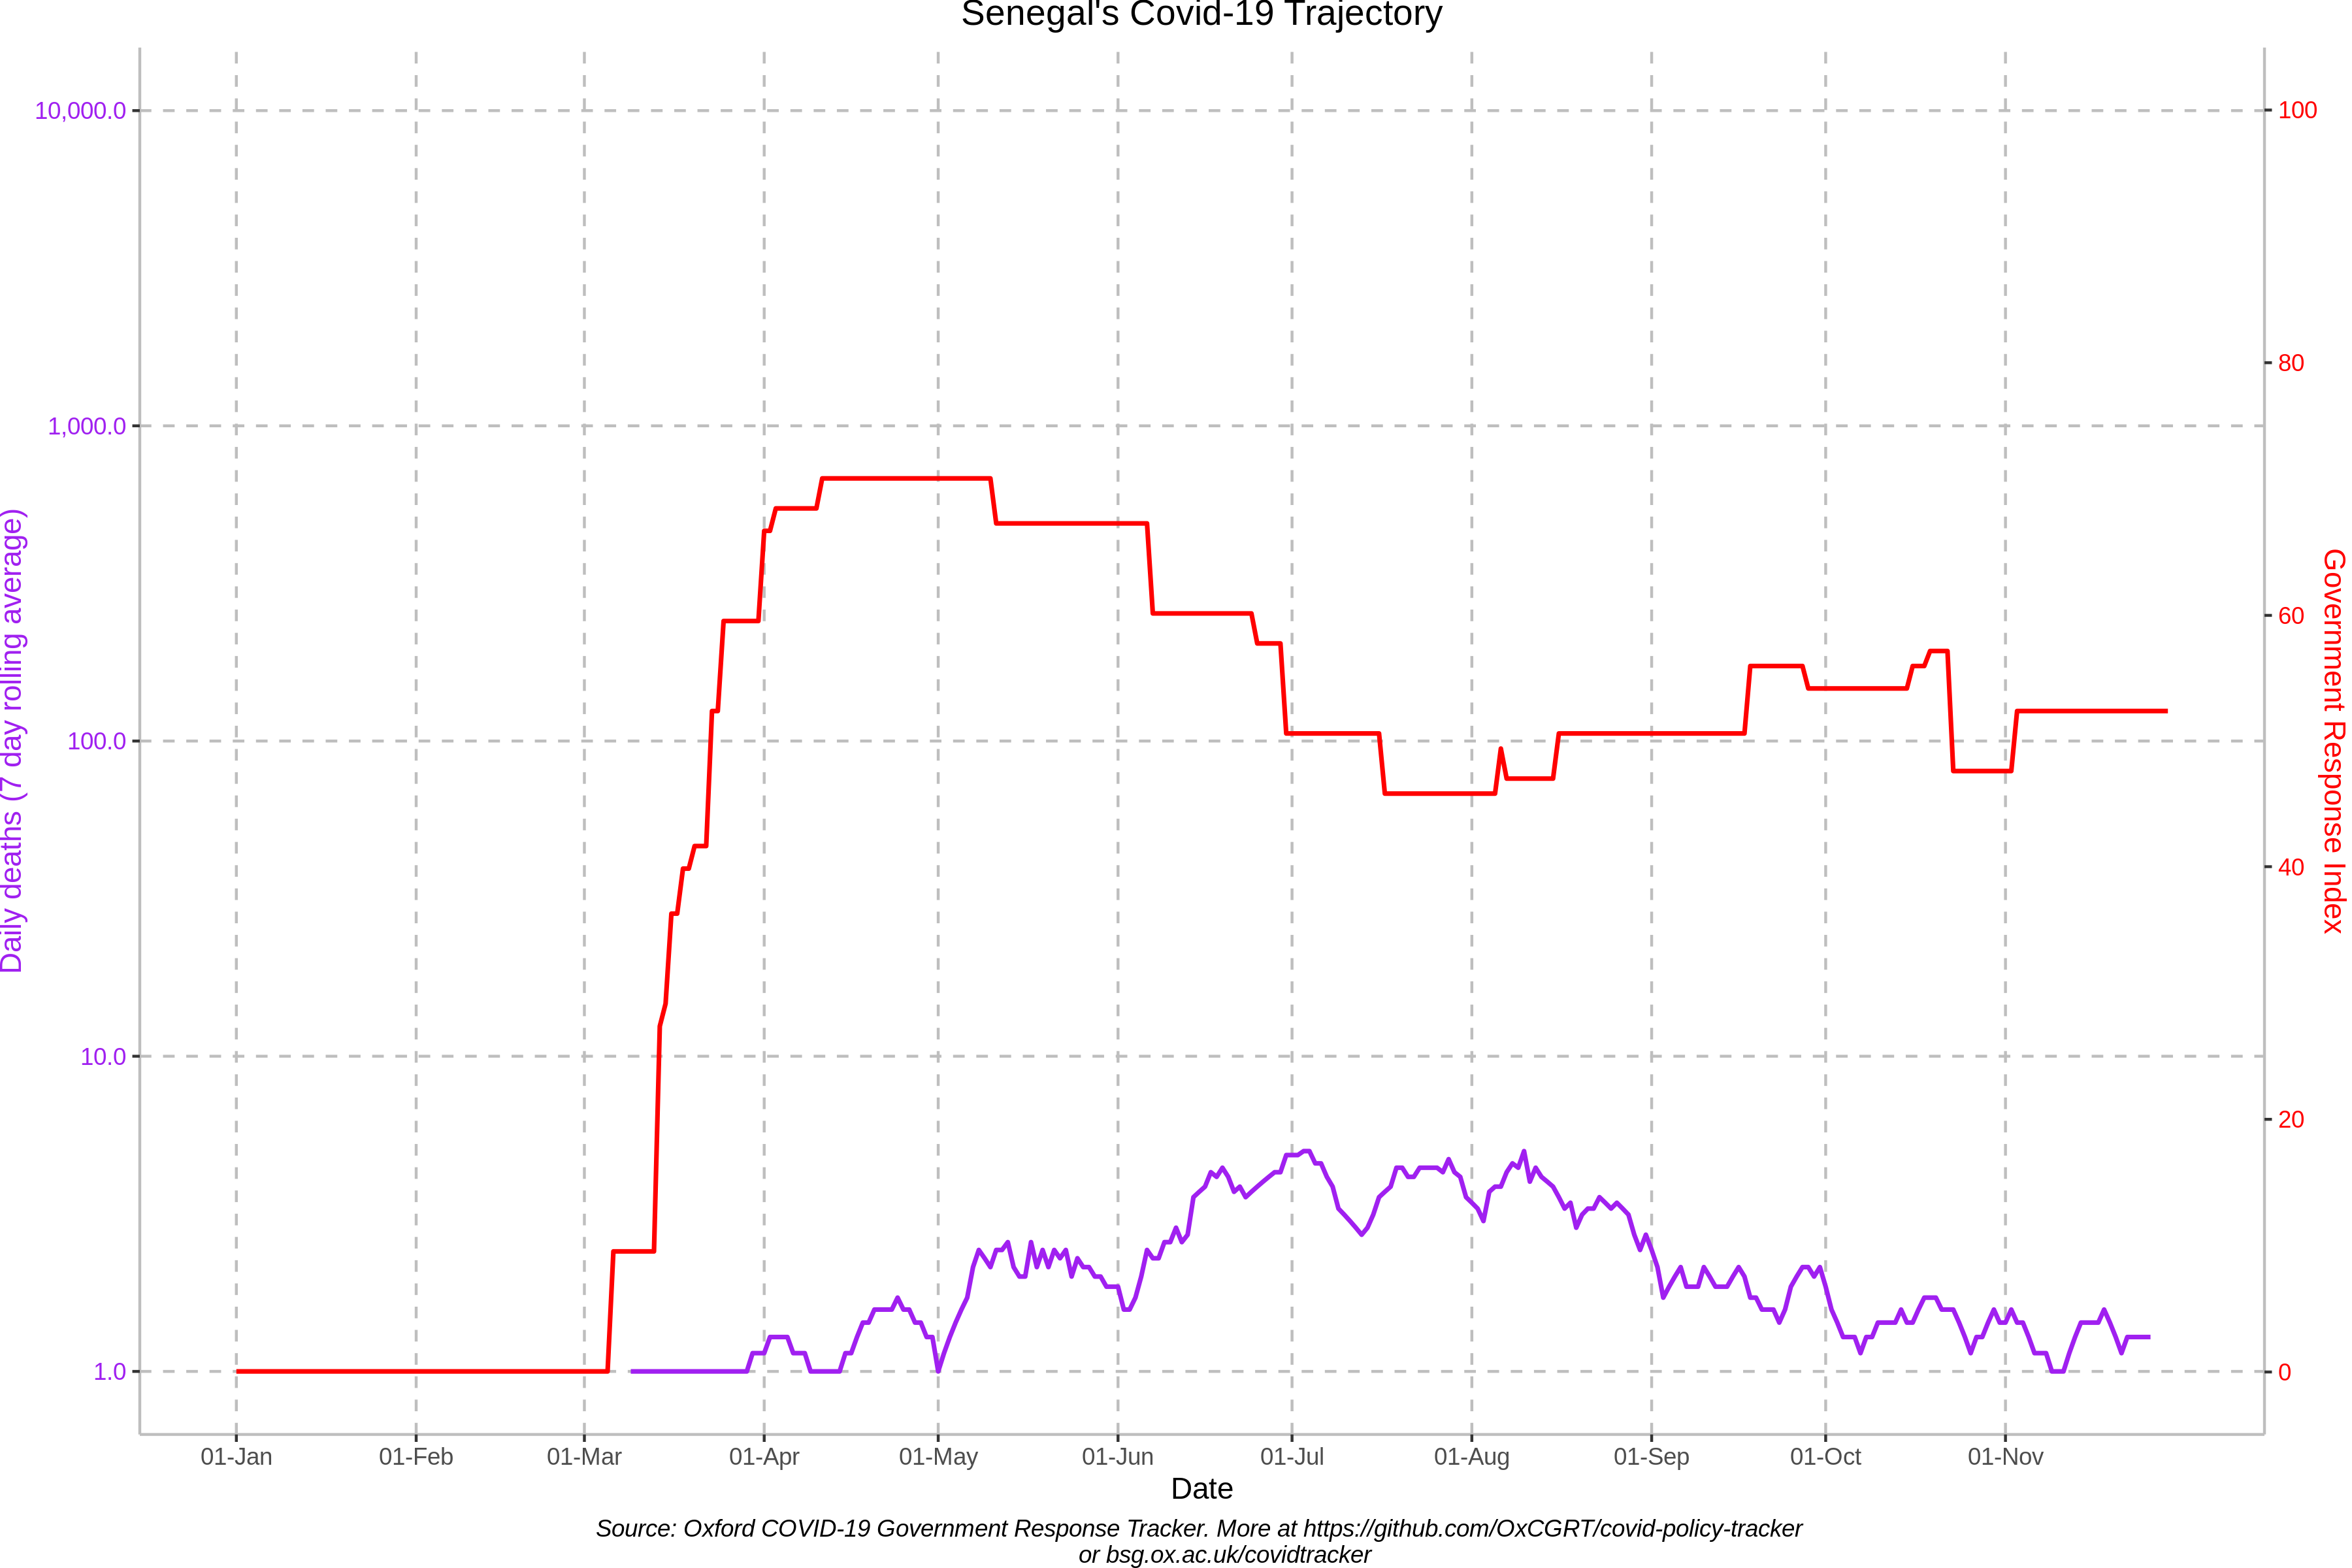 Senegal's Covid-19 Trajectory
10,000.0
1,000.0
100.0
10.0
1.0
Daily deaths (7 day rolling average)
100
80
60
40
20
0
Government Response Index
01-Jan
01-Feb
01-Mar
01-Apr
01-May
01-Jun
01-Jul
01-Aug
01-Sep
01-Oct
01-Nov
Date
Source: Oxford COVID-19 Government Response Tracker. More at https://github.com/OxCGRT/covid-policy-tracker
or bsg.ox.ac.uk/covidtracker